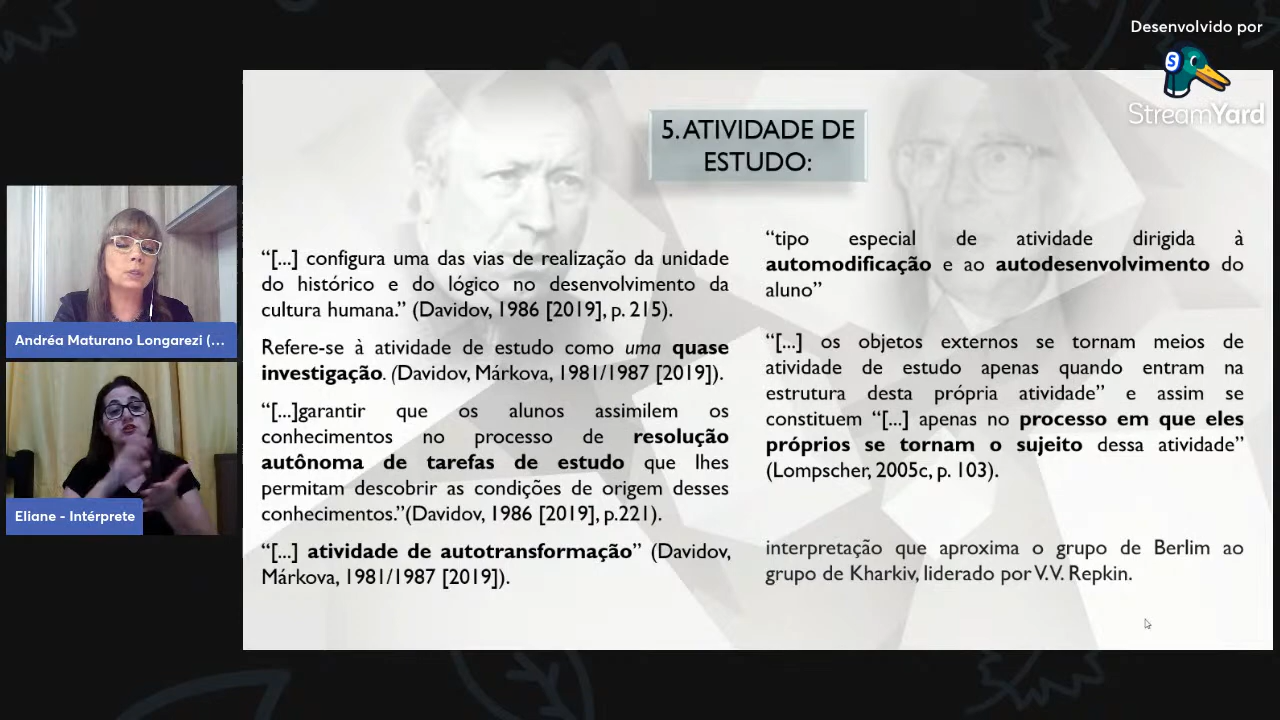 Desenvolvido por
StreamYard
5. ATIVIDADE DE
ESTUDO:
“[...] configura uma das vias de realização da unidade
do histórico e do lógico no desenvolvimento da
cultura humana.” (Davidov, 1986 [2019], p. 215).
Refere-se à atividade de estudo como uma quase
investigação. (Davidov, Márkova, 1981/1987 [2019]).
“[...]garantir que os alunos assimilem os
conhecimentos no processo de resolução
autônoma de tarefas de estudo que lhes
permitam descobrir as condições de origem desses
conhecimentos.”(Davidov, 1986 [2019], p.221).
“[...] atividade de autotransformação” (Davidov,
Márkova, 1981/1987 [2019]).
“tipo especial de atividade dirigida à
automodificação e ao autodesenvolvimento do
aluno”
“[...] os objetos externos se tornam meios de
atividade de estudo apenas quando entram na
estrutura desta própria atividade” e assim se
constituem “[...] apenas no processo em que eles
próprios se tornam o sujeito dessa atividade”
(Lompscher, 2005c, p. 103).
interpretação que aproxima o grupo de Berlim ao
grupo de Kharkiv, liderado por V.V. Repkin.
Andréa Maturano Longarezi (...
Eliane - Intérprete